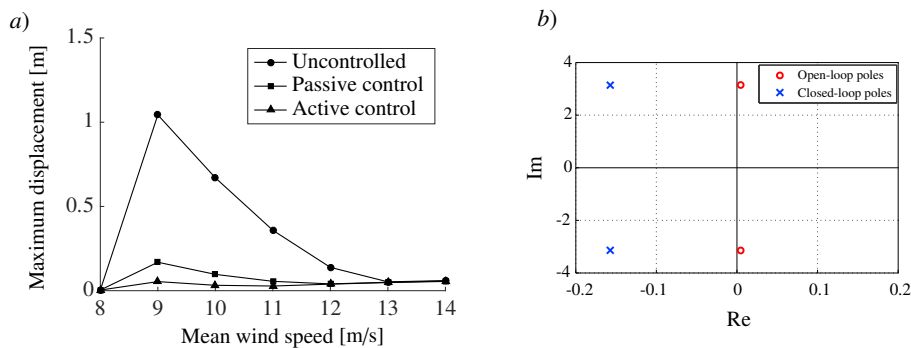 a)
Maximum displacement [m]
1.5
1
0.5
0
8
9
10
11
12
13
14
Mean wind speed [m/s]
Uncontrolled
Passive control
Active control
b)
Im
4
2
0
-2
-4
-0.2
-0.1
0
0.1
0.2
Re
Open-loop poles
Closed-loop poles